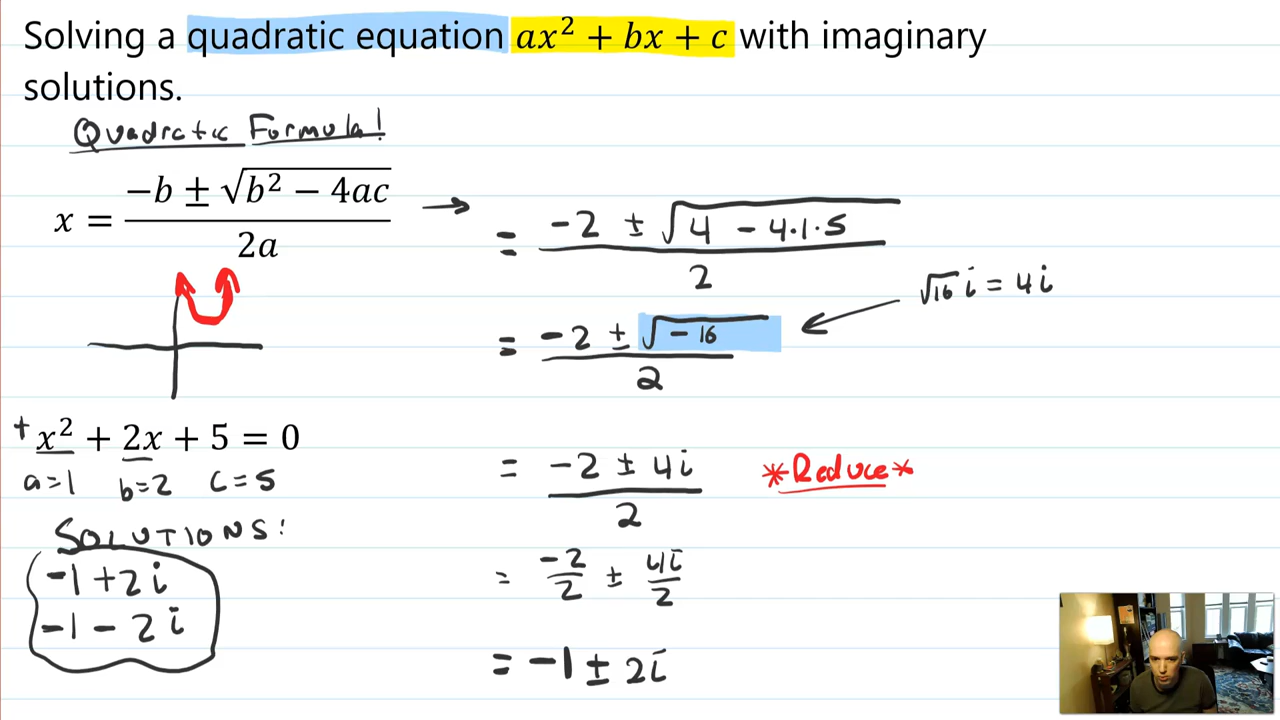 Solving a quadratic equation ax² + bx + c with imaginary
solutions.
Quadratic Formula!
x = (-b ± √(b² − 4ac)) / 2a →
+x² + 2x + 5 = 0
a=1 b=2 c=5
SOLUTIONS:
-1+2i
-1-2i
= (-2 ± √(4 - 4·1·5)) / 2
√16 i = 4i
= (-2 ± √(-16)) / 2
= (-2 ± 4i) / 2 *Reduce*
= -2/2 ± 4i/2
= -1 ± 2i